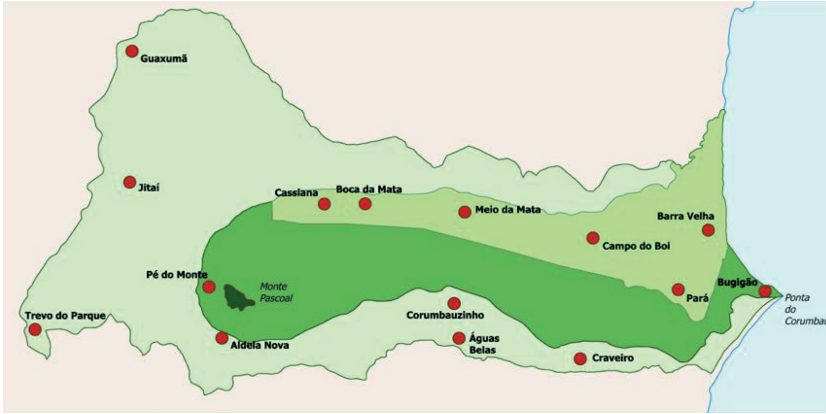 Guaxumã
Jitaí
Cassiana
Boca da Mata
Meio da Mata
Barra Velha
Campo do Boi
Pé do Monte
Monte
Pascoal
Bugigão
Pará
Ponta
do
Corumbau
Trevo do Parque
Corumbauzinho
Aldeia Nova
Águas
Belas
Craveiro